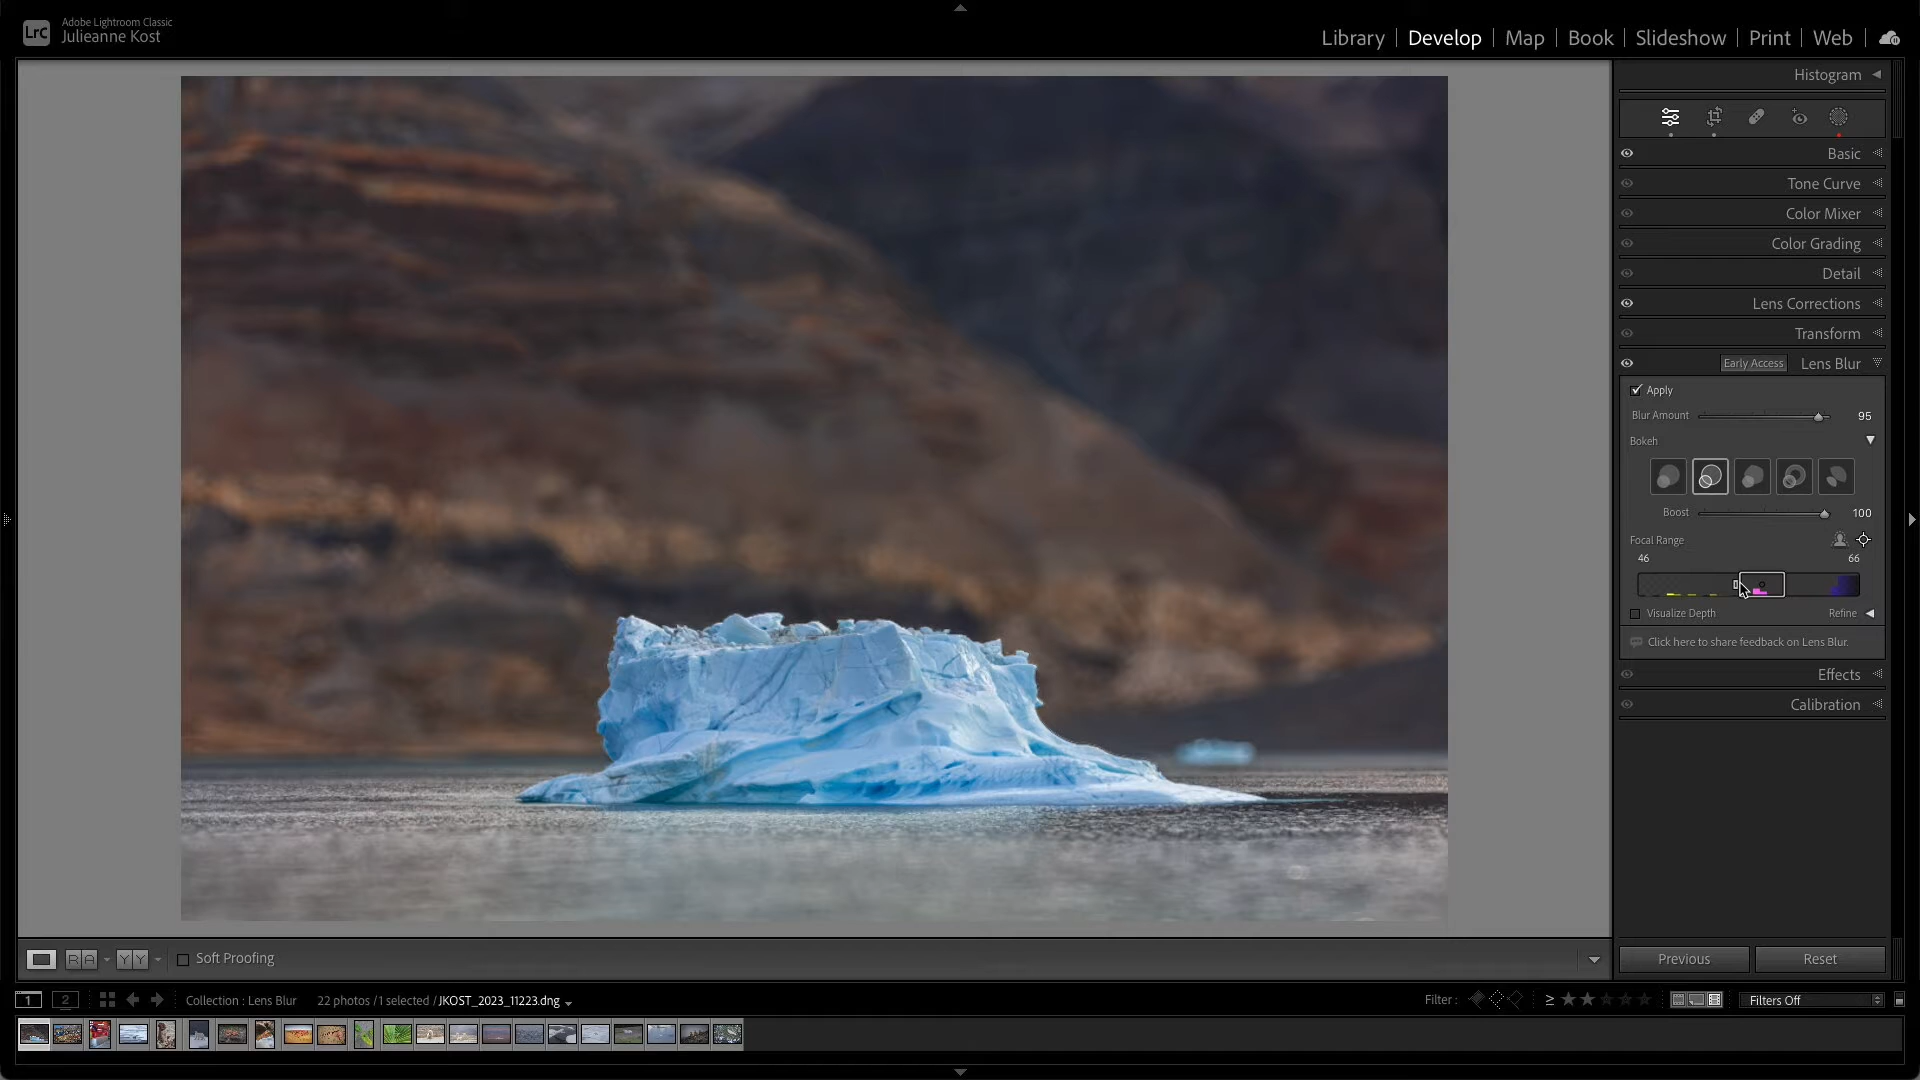 LrC
Adobe Lightroom Classic
Julieanne Kost
Library | Develop | Map | Book | Slideshow | Print | Web
Histogram
Basic
Tone Curve
Color Mixer
Color Grading
Detail
Lens Corrections
Transform
Early Access Lens Blur
Apply
Blur Amount 95
Bokeh
Boost 100
Focal Range
46 66
Visualize Depth Refine
Click here to share feedback on Lens Blur.
Effects
Calibration
R A Y Y Soft Proofing
Previous Reset
1 2 Collection : Lens Blur 22 photos / 1 selected / JKOST_2023_11223.dng Filter : ≥ Filters Off